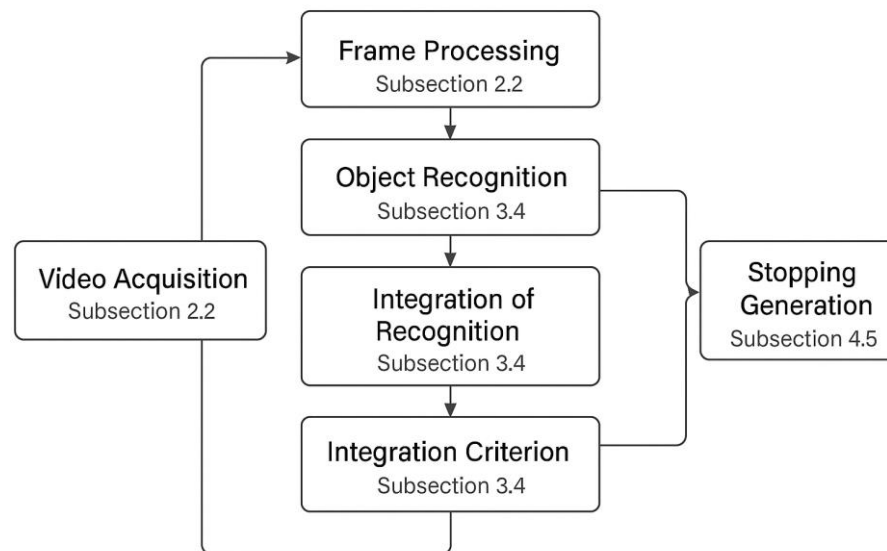 Frame Processing
Subsection 2.2
Object Recognition
Subsection 3.4
Video Acquisition
Subsection 2.2
Integration of
Recognition
Subsection 3.4
Stopping
Generation
Subsection 4.5
Integration Criterion
Subsection 3.4